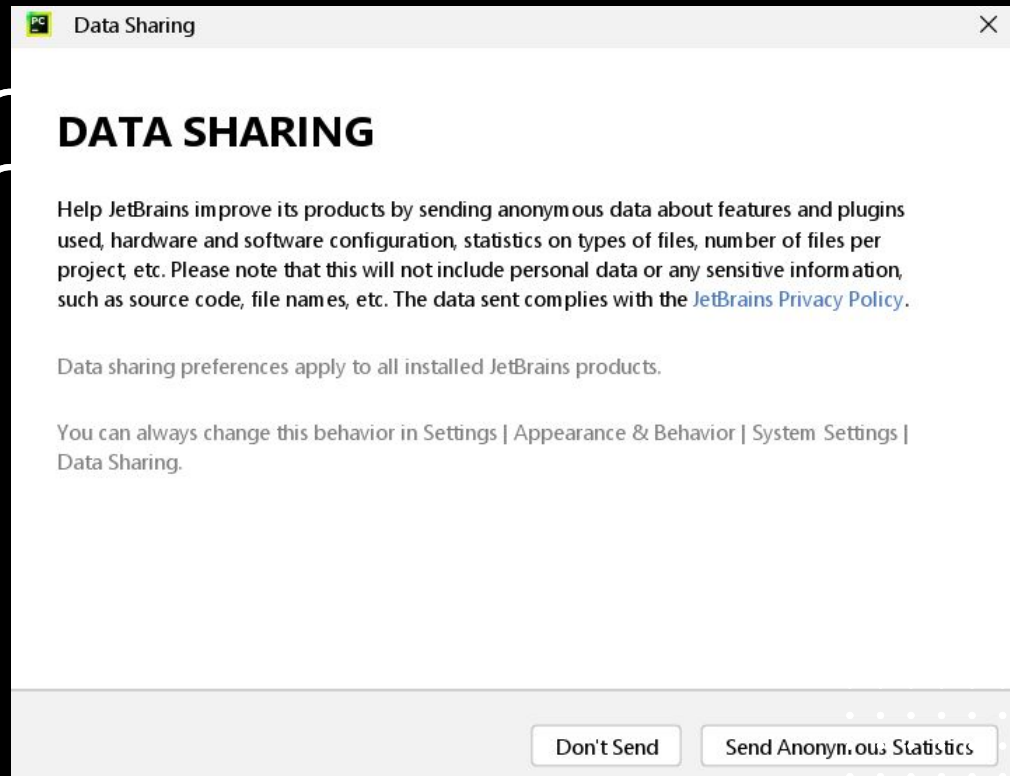 PC
Data Sharing
DATA SHARING
Help JetBrains improve its products by sending anonymous data about features and plugins
used, hardware and software configuration, statistics on types of files, number of files per
project, etc. Please note that this will not include personal data or any sensitive information,
such as source code, file names, etc. The data sent complies with the JetBrains Privacy Policy.
Data sharing preferences apply to all installed JetBrains products.
You can always change this behavior in Settings | Appearance & Behavior | System Settings |
Data Sharing.
Don't Send
Send Anonymous Statistics